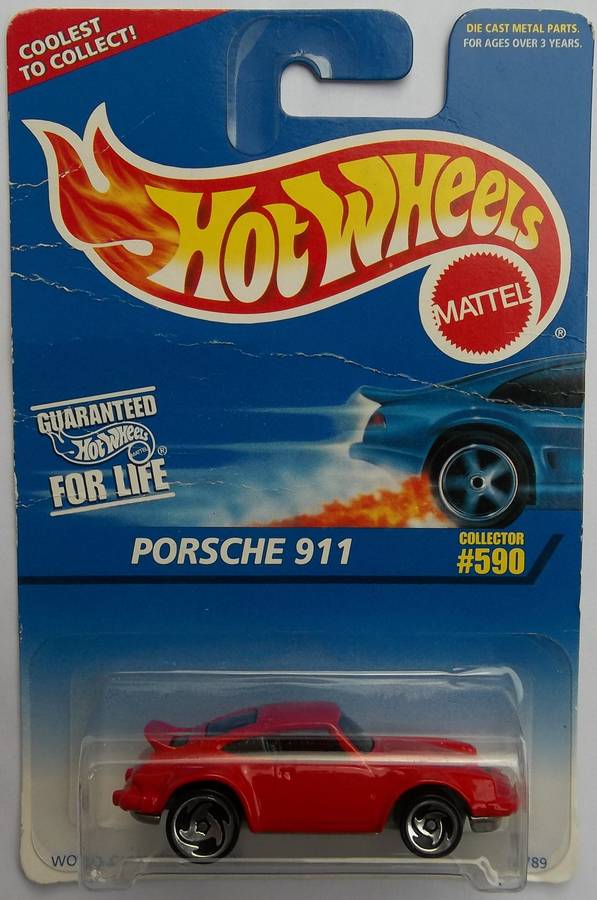 COOLEST
TO COLLECT!
DIE CAST METAL PARTS.
FOR AGES OVER 3 YEARS.
HOT WHEELS
MATTEL
®
GUARANTEED
HOT WHEELS
MATTEL ®
FOR LIFE
PORSCHE 911
COLLECTOR
#590